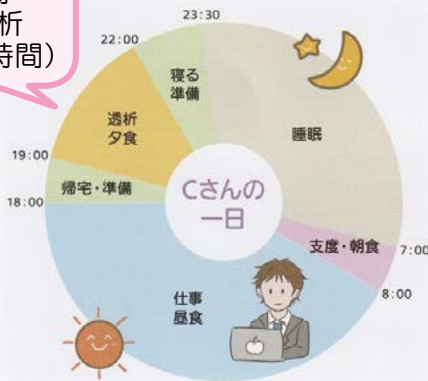 析
時間)
23:30
22:00
寝る
準備
睡眠
透析
夕食
19:00
帰宅・準備
18:00
Cさんの
一日
支度・朝食
7:00
8:00
仕事
昼食